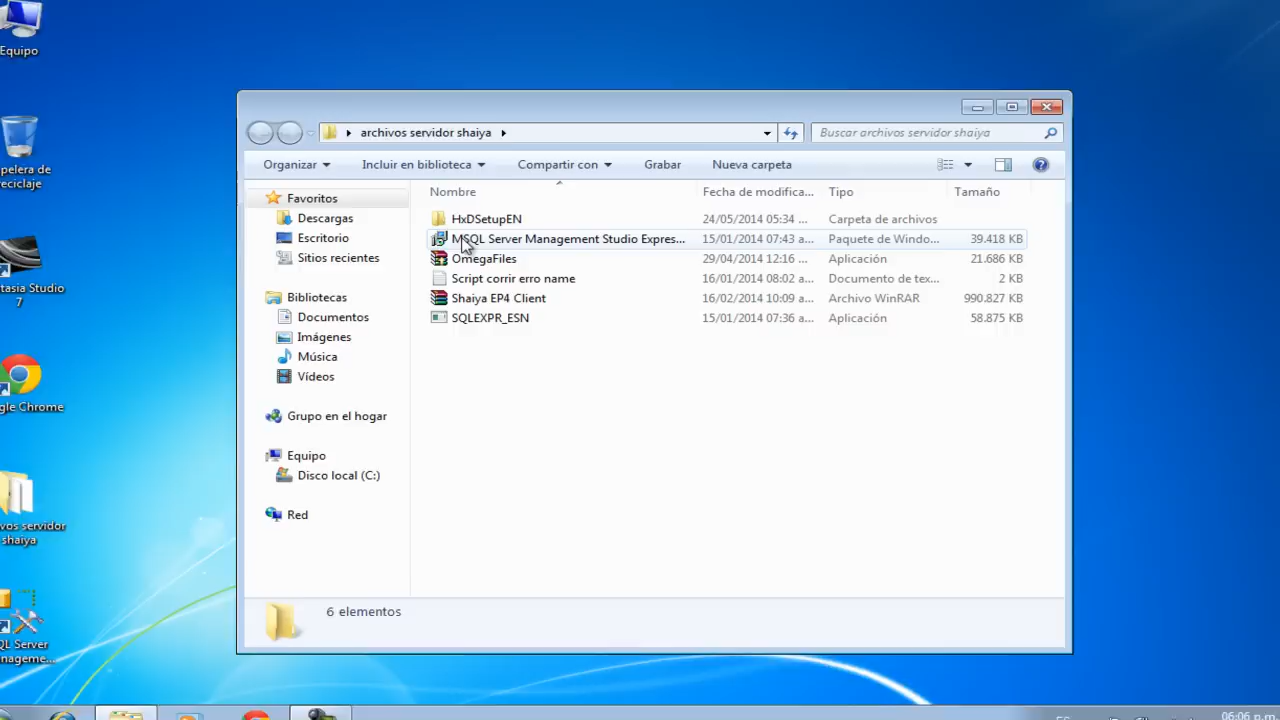 Equipo
archivos servidor shaiya
Buscar archivos servidor shaiya
Organizar
Incluir en biblioteca
Compartir con
Grabar
Nueva carpeta
Nombre
Fecha de modifica...
Tipo
Tamaño
Favoritos
Descargas
Escritorio
Sitios recientes
Bibliotecas
Documentos
Imágenes
Música
Vídeos
Grupo en el hogar
Equipo
Disco local (C:)
Red
HxDSetupEN 24/05/2014 05:34 ... Carpeta de archivos
MSQL Server Management Studio Expres... 15/01/2014 07:43 a... Paquete de Windo... 39.418 KB
OmegaFiles 29/04/2014 12:16 ... Aplicación 21.686 KB
Script corrir erro name 16/01/2014 08:02 a... Documento de tex... 2 KB
Shaiya EP4 Client 16/02/2014 10:09 a... Archivo WinRAR 990.827 KB
SQLEXPR_ESN 15/01/2014 07:36 a... Aplicación 58.875 KB
6 elementos
pelera de
eciclaje
tasia Studio
7
gle Chrome
vos servidor
shaiya
QL Server
nageme...
06:06 p.m.